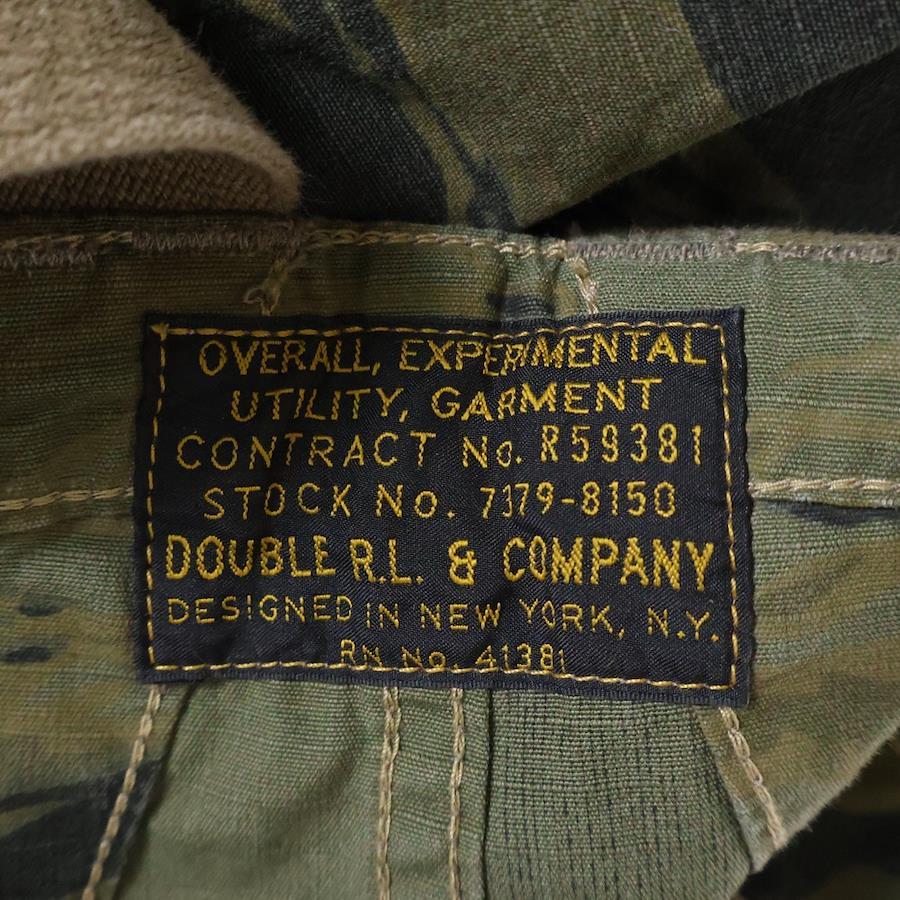 OVERALL, EXPERIMENTAL
UTILITY, GARMENT
CONTRACT No. R59381
STOCK No. 7379-8150
DOUBLE R.L. & COMPANY
DESIGNED IN NEW YORK, N.Y.
RN No. 41381